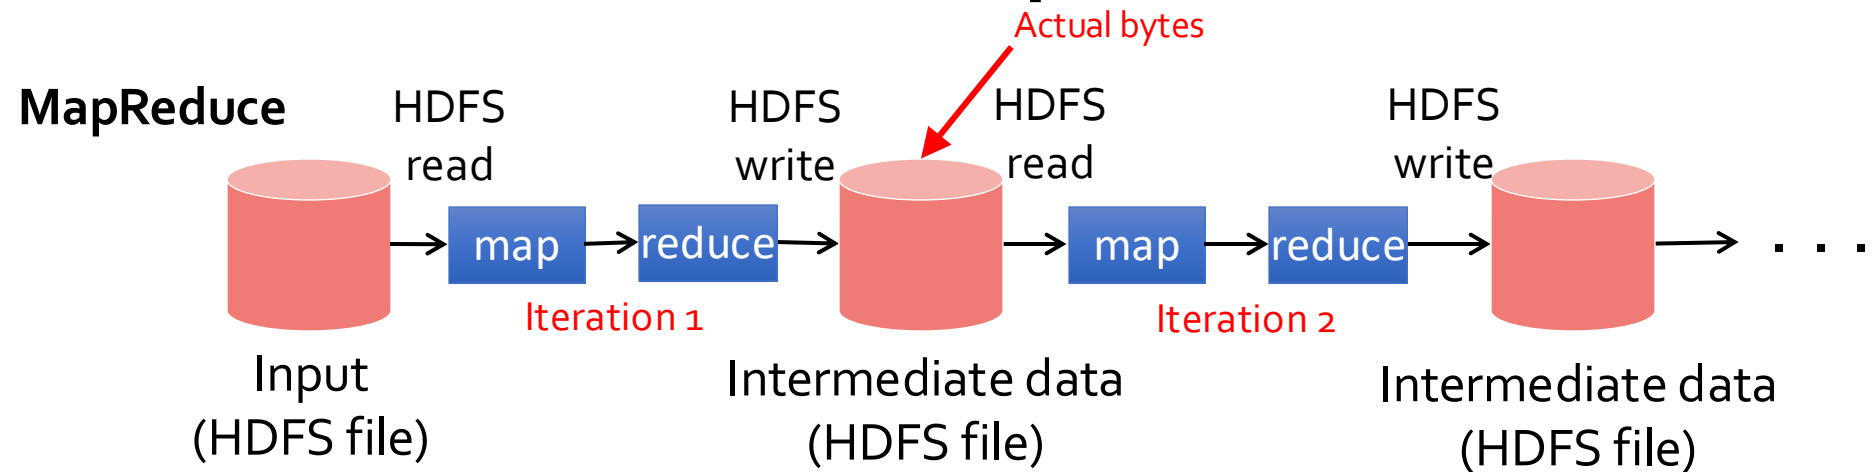 Actual bytes
MapReduce
HDFS
read
HDFS
write
HDFS
read
HDFS
write
map
reduce
map
reduce
. . .
Iteration 1
Iteration 2
Input
(HDFS file)
Intermediate data
(HDFS file)
Intermediate data
(HDFS file)